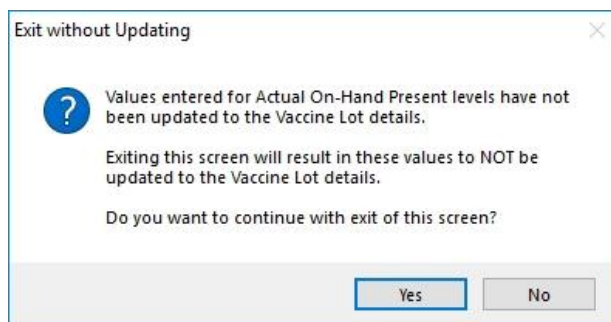 Exit without Updating
Values entered for Actual On-Hand Present levels have not
been updated to the Vaccine Lot details.
Exiting this screen will result in these values to NOT be
updated to the Vaccine Lot details.
Do you want to continue with exit of this screen?
Yes No